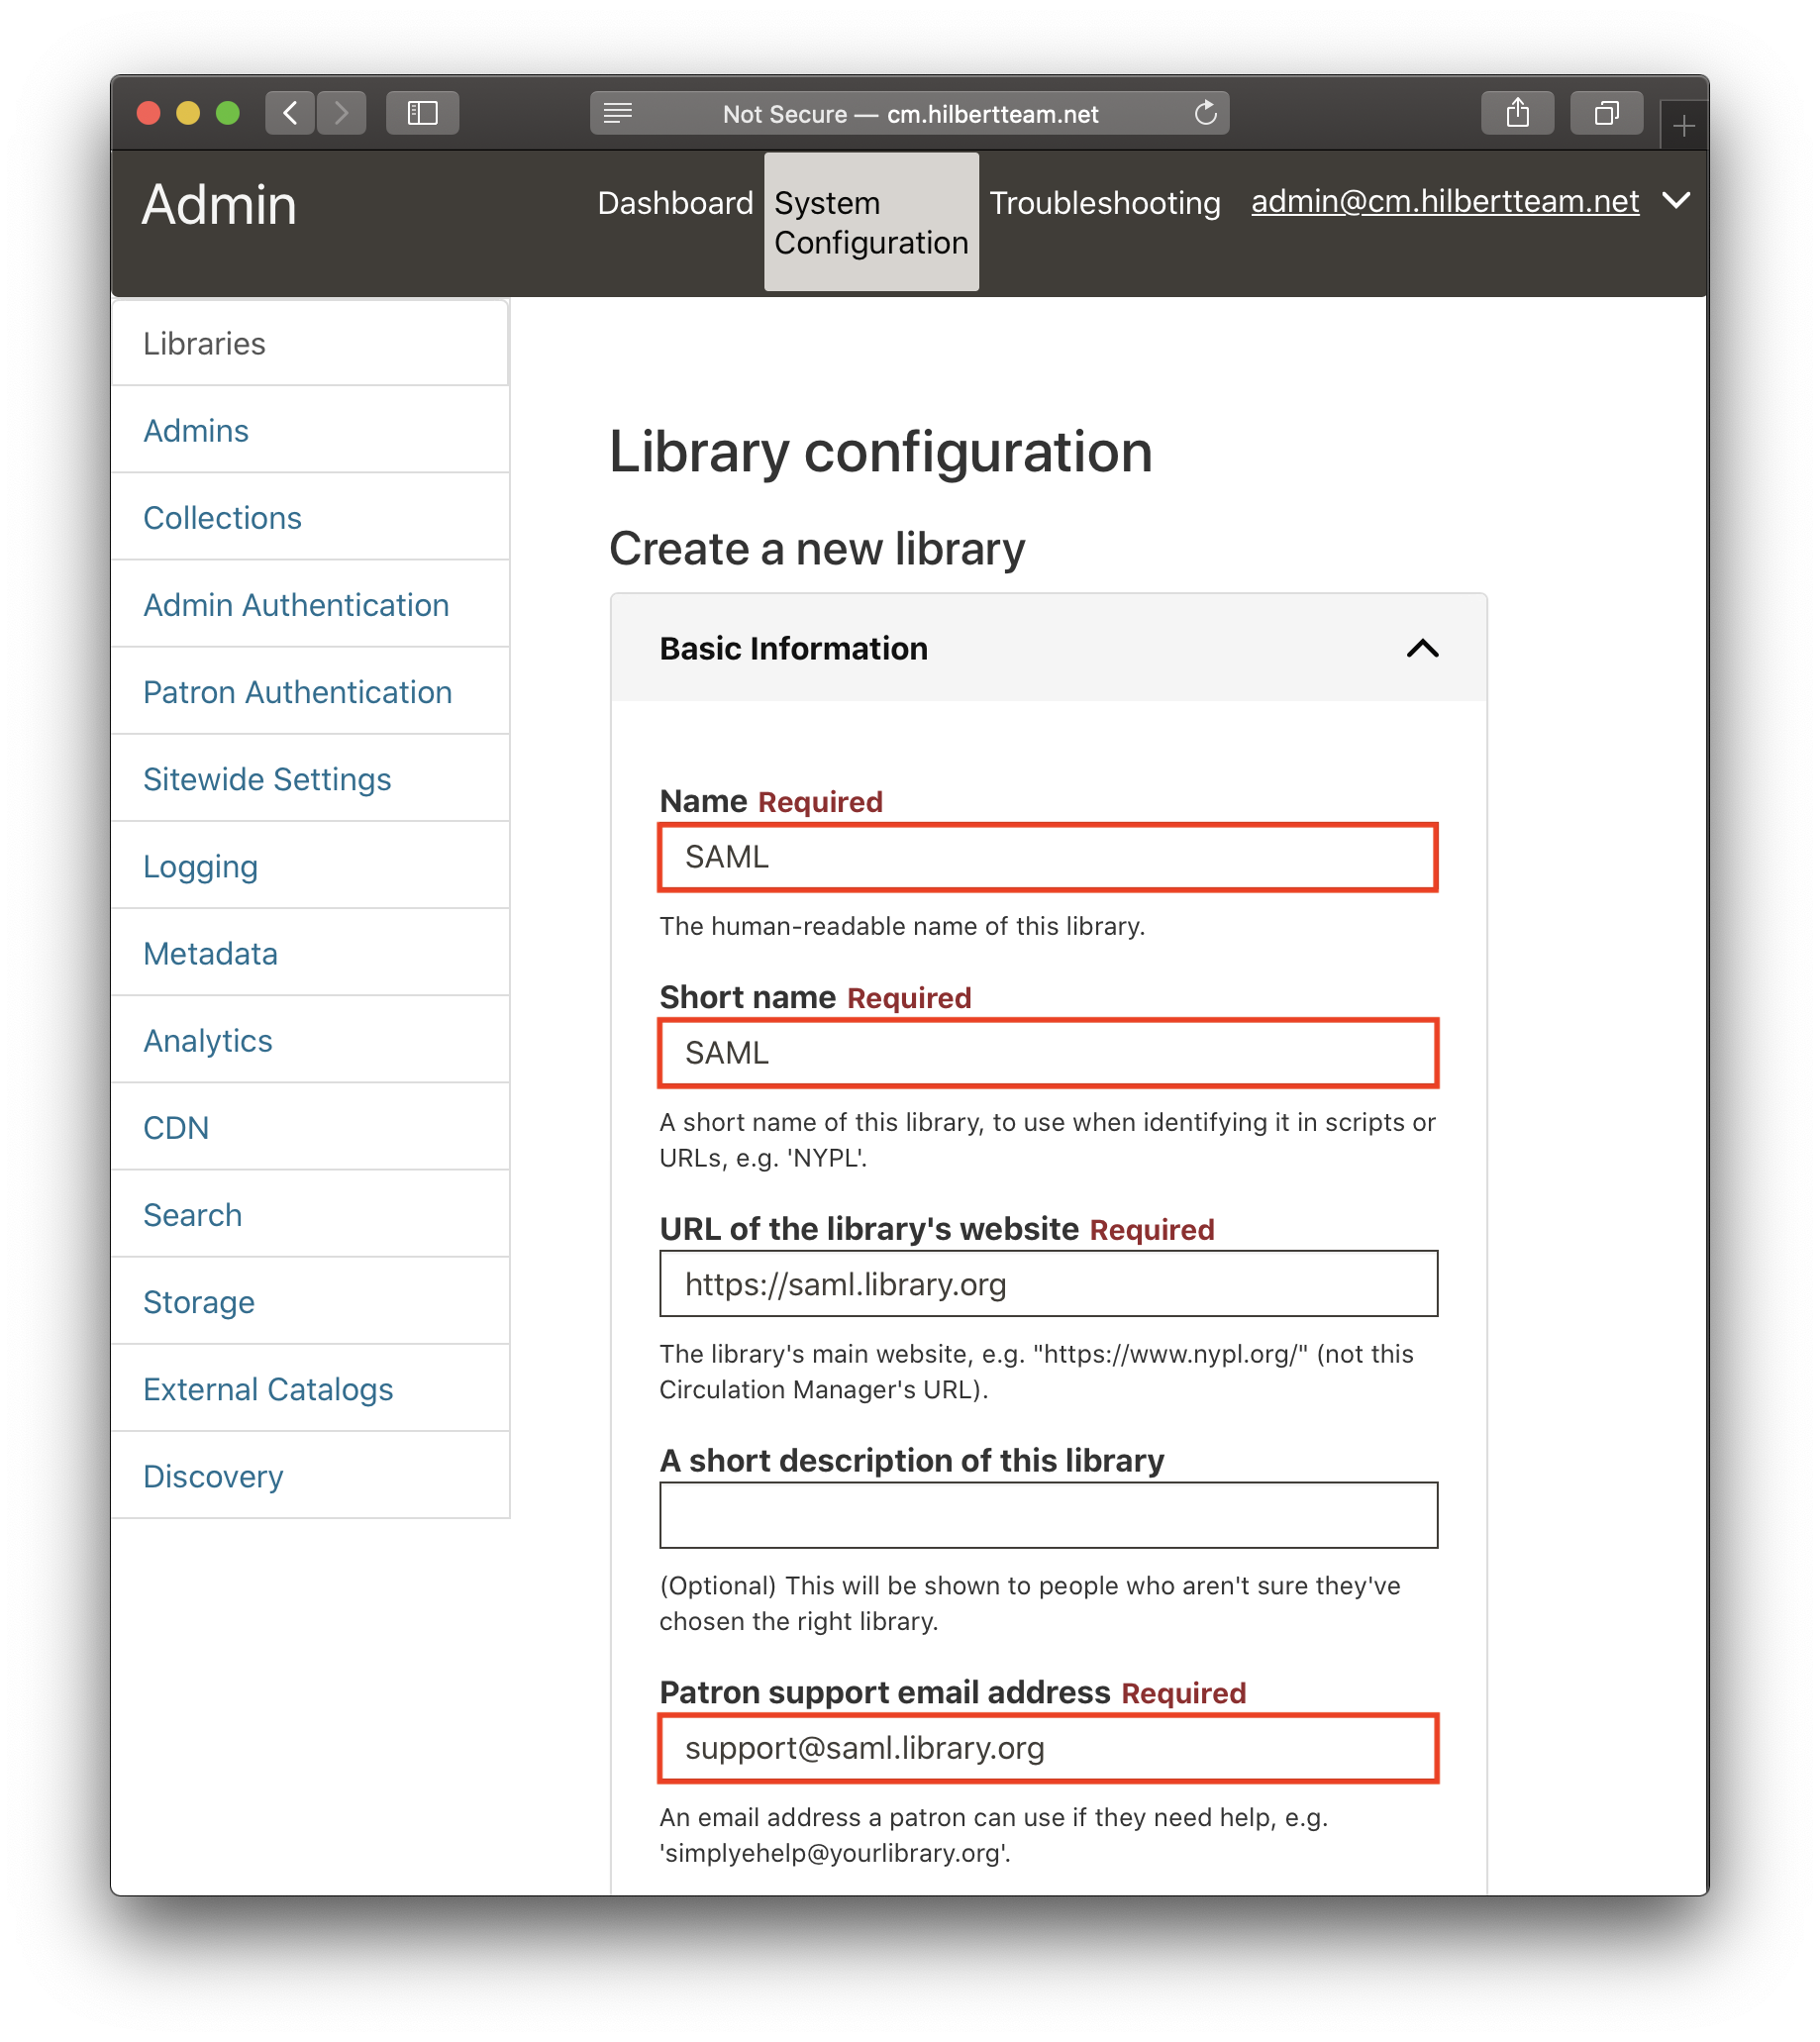 Not Secure — cm.hilbertteam.net
Admin
Dashboard
System
Configuration
Troubleshooting
admin@cm.hilbertteam.net
Libraries
Admins
Collections
Admin Authentication
Patron Authentication
Sitewide Settings
Logging
Metadata
Analytics
CDN
Search
Storage
External Catalogs
Discovery
Library configuration
Create a new library
Basic Information
Name Required
SAML
The human-readable name of this library.
Short name Required
SAML
A short name of this library, to use when identifying it in scripts or
URLs, e.g. 'NYPL'.
URL of the library's website Required
https://saml.library.org
The library's main website, e.g. "https://www.nypl.org/" (not this
Circulation Manager's URL).
A short description of this library
(Optional) This will be shown to people who aren't sure they've
chosen the right library.
Patron support email address Required
support@saml.library.org
An email address a patron can use if they need help, e.g.
'simplyehelp@yourlibrary.org'.